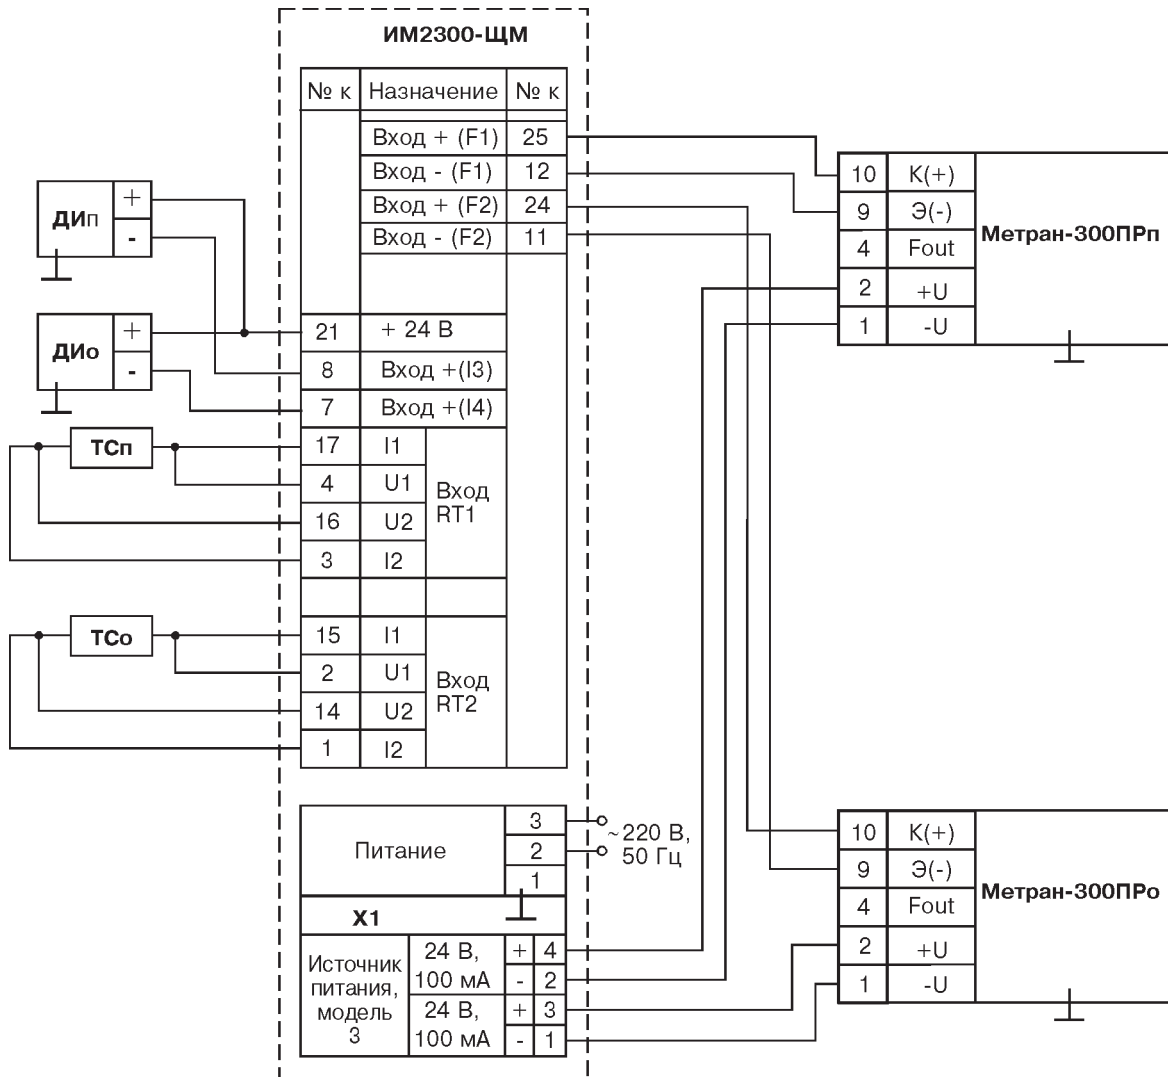 ИМ2300-ЩМ
№ к Назначение № к
Вход + (F1) 25
Вход - (F1) 12
Вход + (F2) 24
Вход - (F2) 11
ДИп
+
-
ДИо
+
-
21 + 24 В
8 Вход +(I3)
7 Вход +(I4)
ТСп
17 I1
4 U1
16 U2
3 I2
Вход
RT1
ТСо
15 I1
2 U1
14 U2
1 I2
Вход
RT2
Питание
3
2
1
~220 В,
50 Гц
X1
Источник
питания,
модель
3
24 В,
100 мА
+ 4
- 2
24 В,
100 мА
+ 3
- 1
10 К(+)
9 Э(-)
4 Fout
2 +U
1 -U
Метран-300ПРп
10 К(+)
9 Э(-)
4 Fout
2 +U
1 -U
Метран-300ПРо